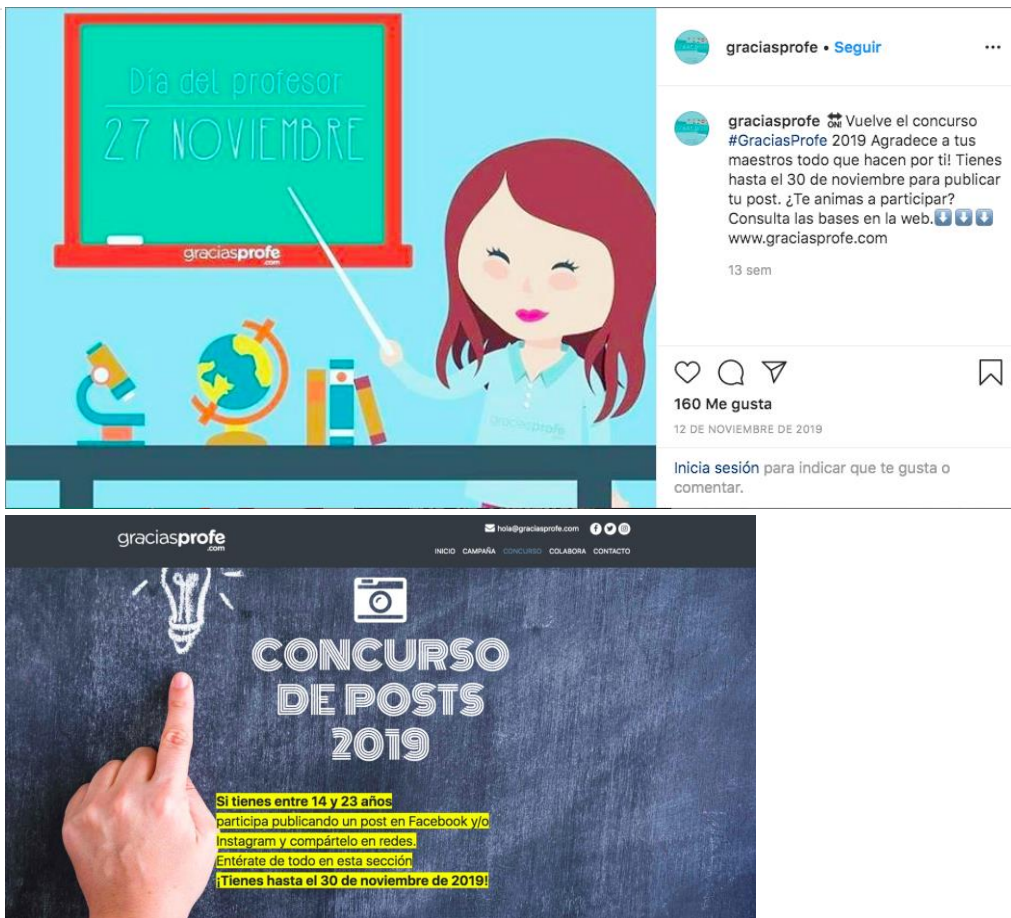 Día del profesor
27 NOVIEMBRE
graciasprofe
.com
graciasprofe
.com
graciasprofe • Seguir
graciasprofe 🔛 Vuelve el concurso
#GraciasProfe 2019 Agradece a tus
maestros todo que hacen por ti! Tienes
hasta el 30 de noviembre para publicar
tu post. ¿Te animas a participar?
Consulta las bases en la web.⬇️⬇️⬇️
www.graciasprofe.com
13 sem
160 Me gusta
12 DE NOVIEMBRE DE 2019
Inicia sesión para indicar que te gusta o
comentar.
graciasprofe
.com
hola@graciasprofe.com
INICIO CAMPAÑA CONCURSO COLABORA CONTACTO
CONCURSO
DE POSTS
2019
Si tienes entre 14 y 23 años
participa publicando un post en Facebook y/o
Instagram y compártelo en redes.
Entérate de todo en esta sección
¡Tienes hasta el 30 de noviembre de 2019!